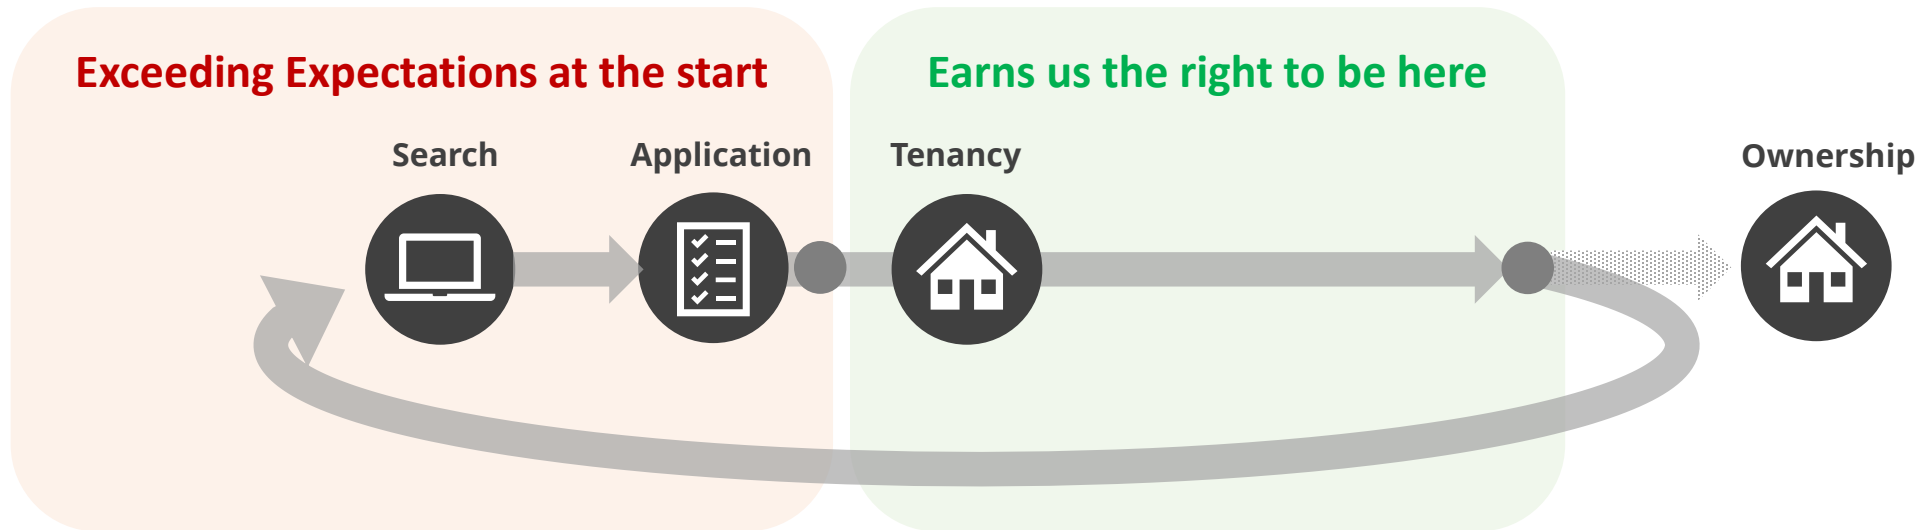 Exceeding Expectations at the start
Earns us the right to be here
Search
Application
Tenancy
Ownership